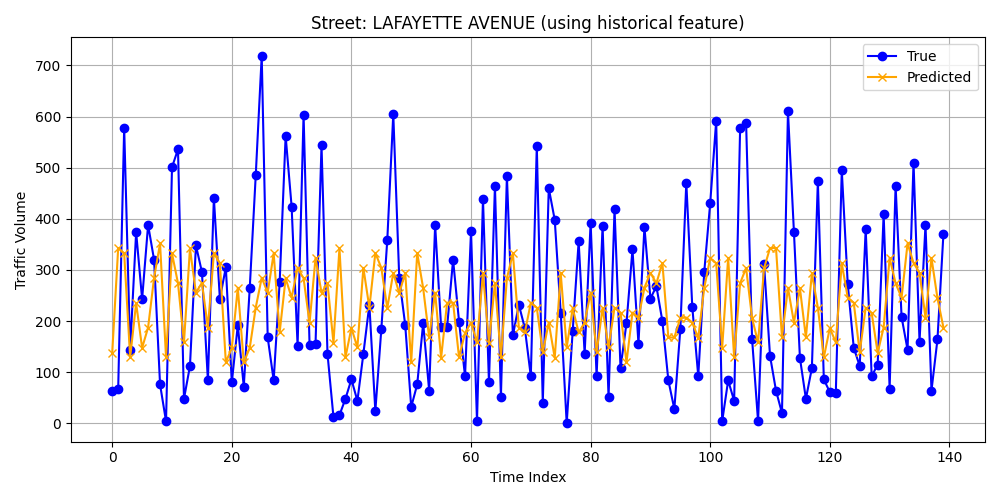 Street: LAFAYETTE AVENUE (using historical feature)
True
Predicted
Traffic Volume
700
600
500
400
300
200
100
0
0 20 40 60 80 100 120 140
Time Index